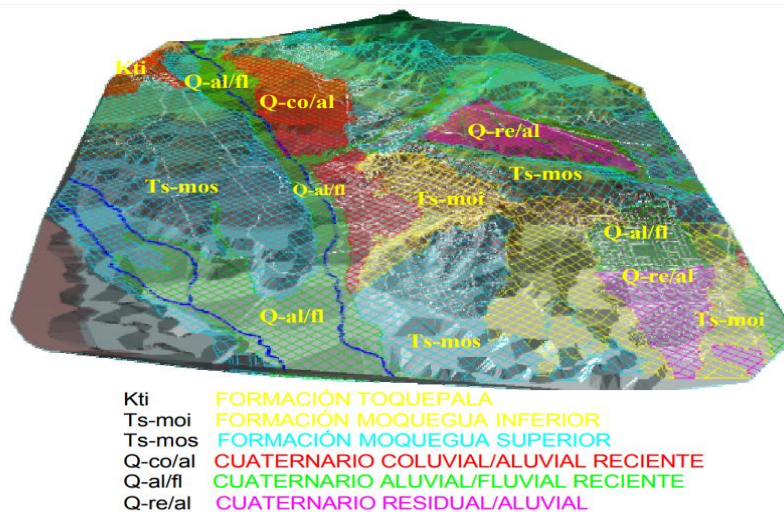 Kti
Q-al/fl
Q-co/al
Q-re/al
Ts-mos
Q-al/fl
Ts-moi
Ts-mos
Q-al/fl
Q-re/al
Q-al/fl
Ts-mos
Ts-moi
Kti FORMACIÓN TOQUEPALA
Ts-moi FORMACIÓN MOQUEGUA INFERIOR
Ts-mos FORMACIÓN MOQUEGUA SUPERIOR
Q-co/al CUATERNARIO COLUVIAL/ALUVIAL RECIENTE
Q-al/fl CUATERNARIO ALUVIAL/FLUVIAL RECIENTE
Q-re/al CUATERNARIO RESIDUAL/ALUVIAL